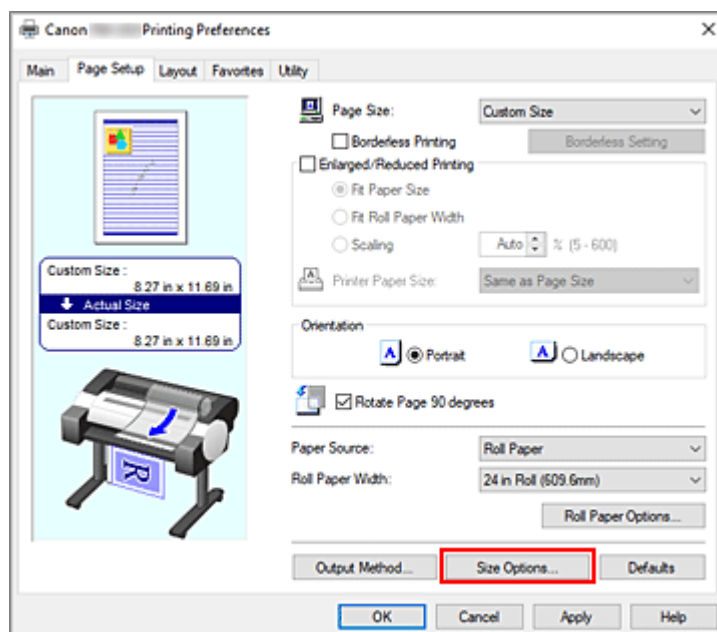 Canon Printing Preferences
Main Page Setup Layout Favorites Utility
Page Size: Custom Size
Borderless Printing Borderless Setting
Enlarged/Reduced Printing
Fit Paper Size
Fit Roll Paper Width
Scaling Auto % (5 - 600)
Printer Paper Size: Same as Page Size
Custom Size :
8.27 in x 11.69 in
Actual Size
Custom Size :
8.27 in x 11.69 in
Orientation
A Portrait A Landscape
Rotate Page 90 degrees
R
Paper Source: Roll Paper
Roll Paper Width: 24 in Roll (609.6mm)
Roll Paper Options...
Output Method... Size Options... Defaults
OK Cancel Apply Help